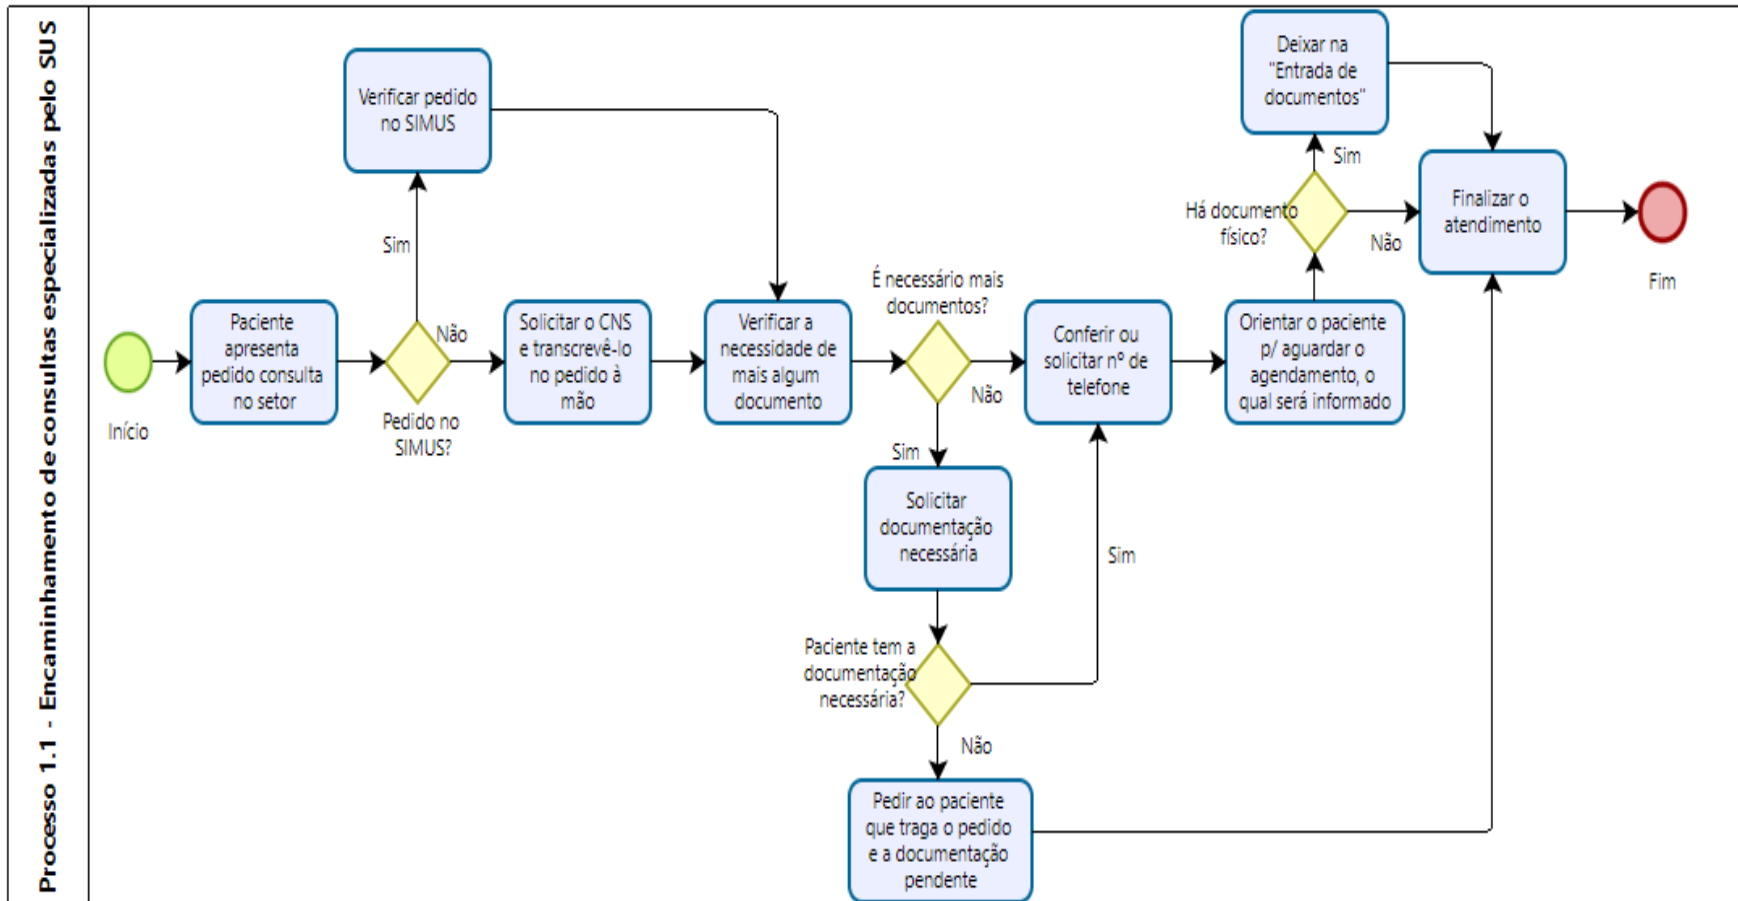 Processo 1.1 - Encaminhamento de consultas especializadas pelo SUS
Início
Paciente
apresenta
pedido consulta
no setor
Pedido no
SIMUS?
Sim
Não
Verificar pedido
no SIMUS
Solicitar o CNS
e transcrevê-lo
no pedido à
mão
Verificar a
necessidade de
mais algum
documento
É necessário mais
documentos?
Não
Sim
Solicitar
documentação
necessária
Paciente tem a
documentação
necessária?
Sim
Não
Pedir ao paciente
que traga o pedido
e a documentação
pendente
Conferir ou
solicitar nº de
telefone
Orientar o paciente
p/ aguardar o
agendamento, o
qual será informado
Há documento
físico?
Sim
Não
Deixar na
"Entrada de
documentos"
Finalizar o
atendimento
Fim